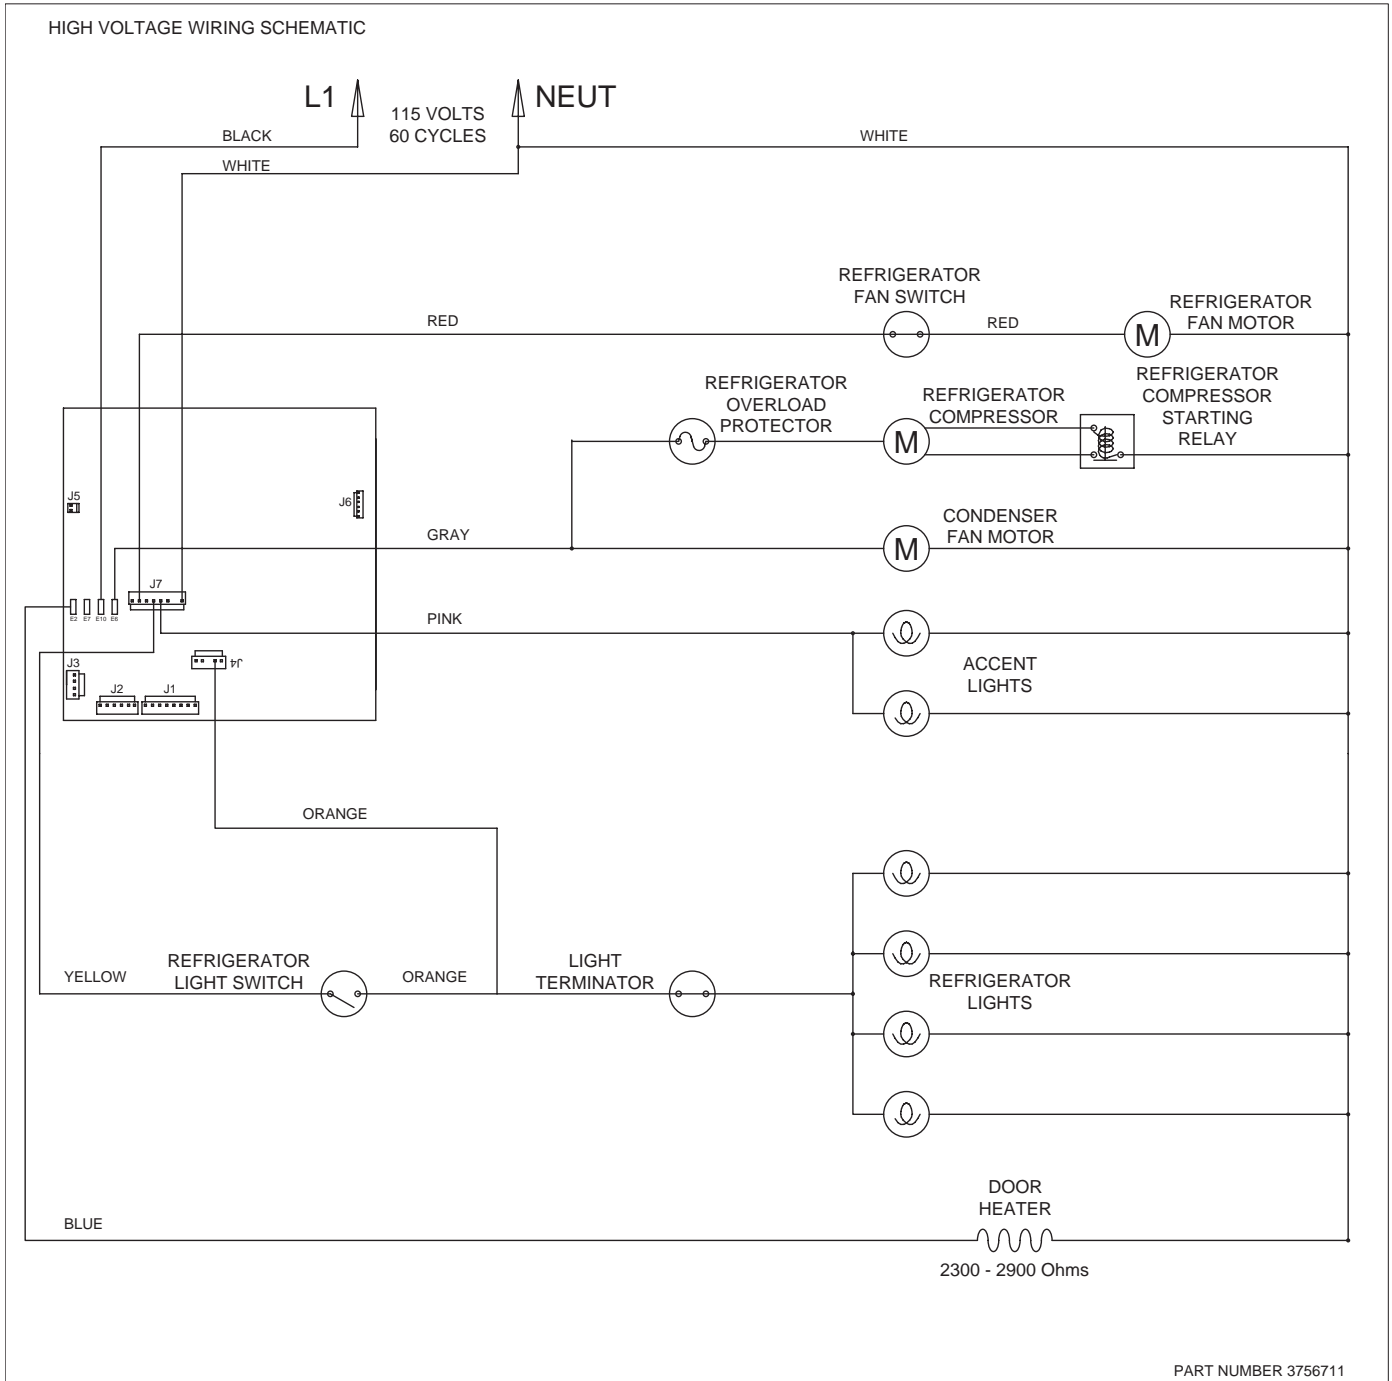 HIGH VOLTAGE WIRING SCHEMATIC
L1
115 VOLTS
60 CYCLES
NEUT
BLACK
WHITE
WHITE
REFRIGERATOR
FAN SWITCH
RED
RED
REFRIGERATOR
FAN MOTOR
M
REFRIGERATOR
OVERLOAD
PROTECTOR
REFRIGERATOR
COMPRESSOR
M
REFRIGERATOR
COMPRESSOR
STARTING
RELAY
J5
J6
GRAY
CONDENSER
FAN MOTOR
M
J7
E2 E7 E10 E6
PINK
ACCENT
LIGHTS
J4
J3
J2
J1
ORANGE
YELLOW
REFRIGERATOR
LIGHT SWITCH
ORANGE
LIGHT
TERMINATOR
REFRIGERATOR
LIGHTS
DOOR
HEATER
BLUE
2300 - 2900 Ohms
PART NUMBER 3756711